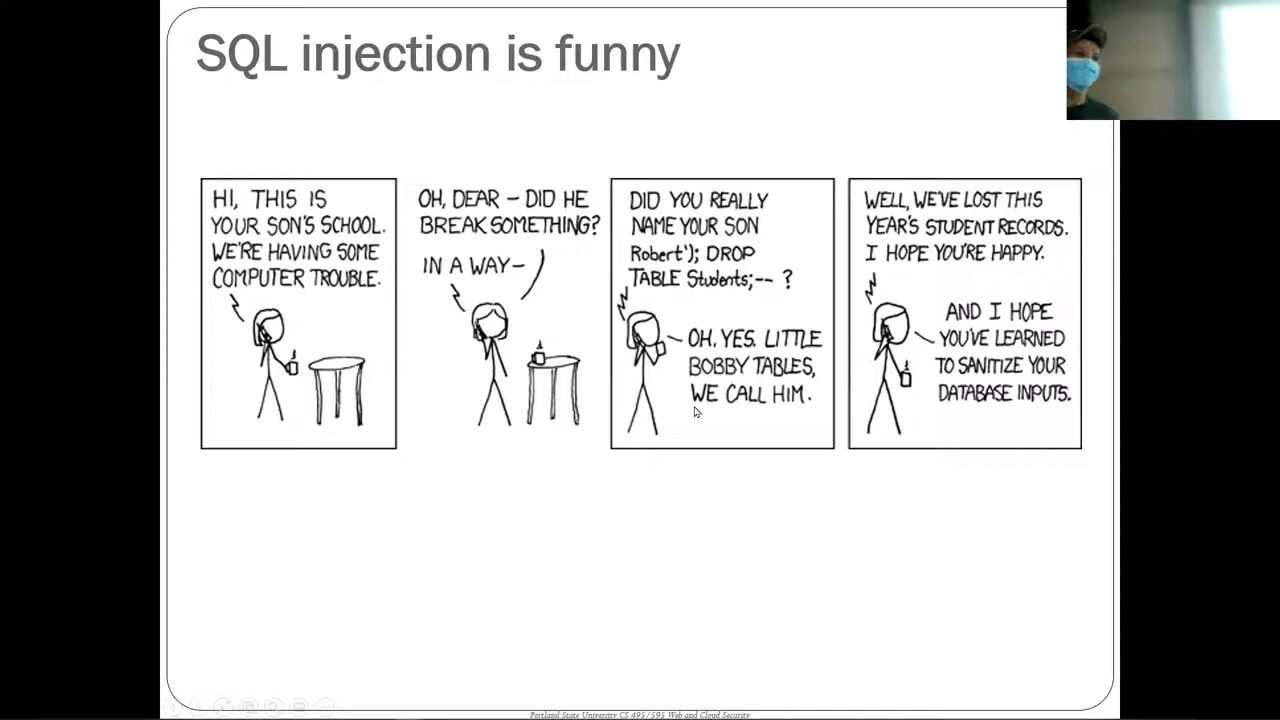 SQL injection is funny
HI, THIS IS
YOUR SON'S SCHOOL.
WE'RE HAVING SOME
COMPUTER TROUBLE.
OH, DEAR – DID HE
BREAK SOMETHING?
IN A WAY–
DID YOU REALLY
NAME YOUR SON
Robert'); DROP
TABLE Students;-- ?
OH, YES. LITTLE
BOBBY TABLES,
WE CALL HIM.
WELL, WE'VE LOST THIS
YEAR'S STUDENT RECORDS.
I HOPE YOU'RE HAPPY.
AND I HOPE
YOU'VE LEARNED
TO SANITIZE YOUR
DATABASE INPUTS.
Portland State University CS 495/595 Web and Cloud Security